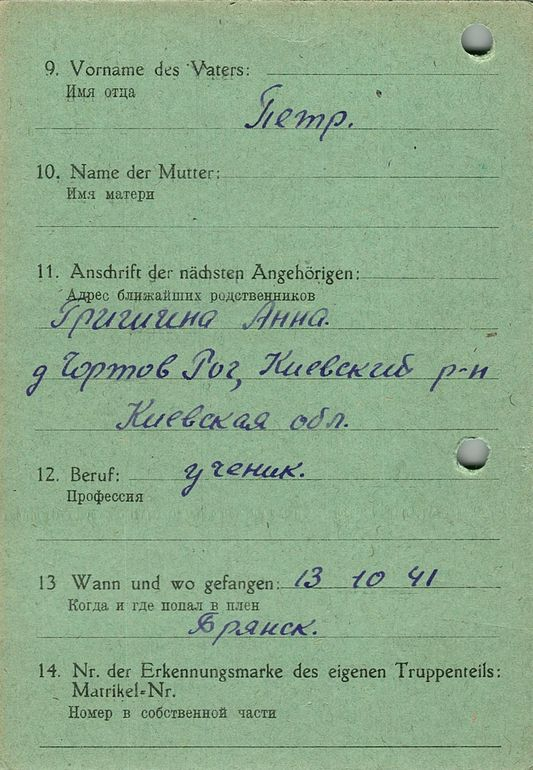 9. Vorname des Vaters:
Имя отца
Петр.
10. Name der Mutter:
Имя матери
11. Anschrift der nächsten Angehörigen:
Адрес ближайших родственников
Григина Анна.
д Чортов Рог, Киевский р-н
Киевская обл.
12. Beruf: ученик.
Профессия
13 Wann und wo gefangen: 13 10 41
Когда и где попал в плен
Брянск.
14. Nr. der Erkennungsmarke des eigenen Truppenteils:
Matrikel-Nr.
Номер в собственной части